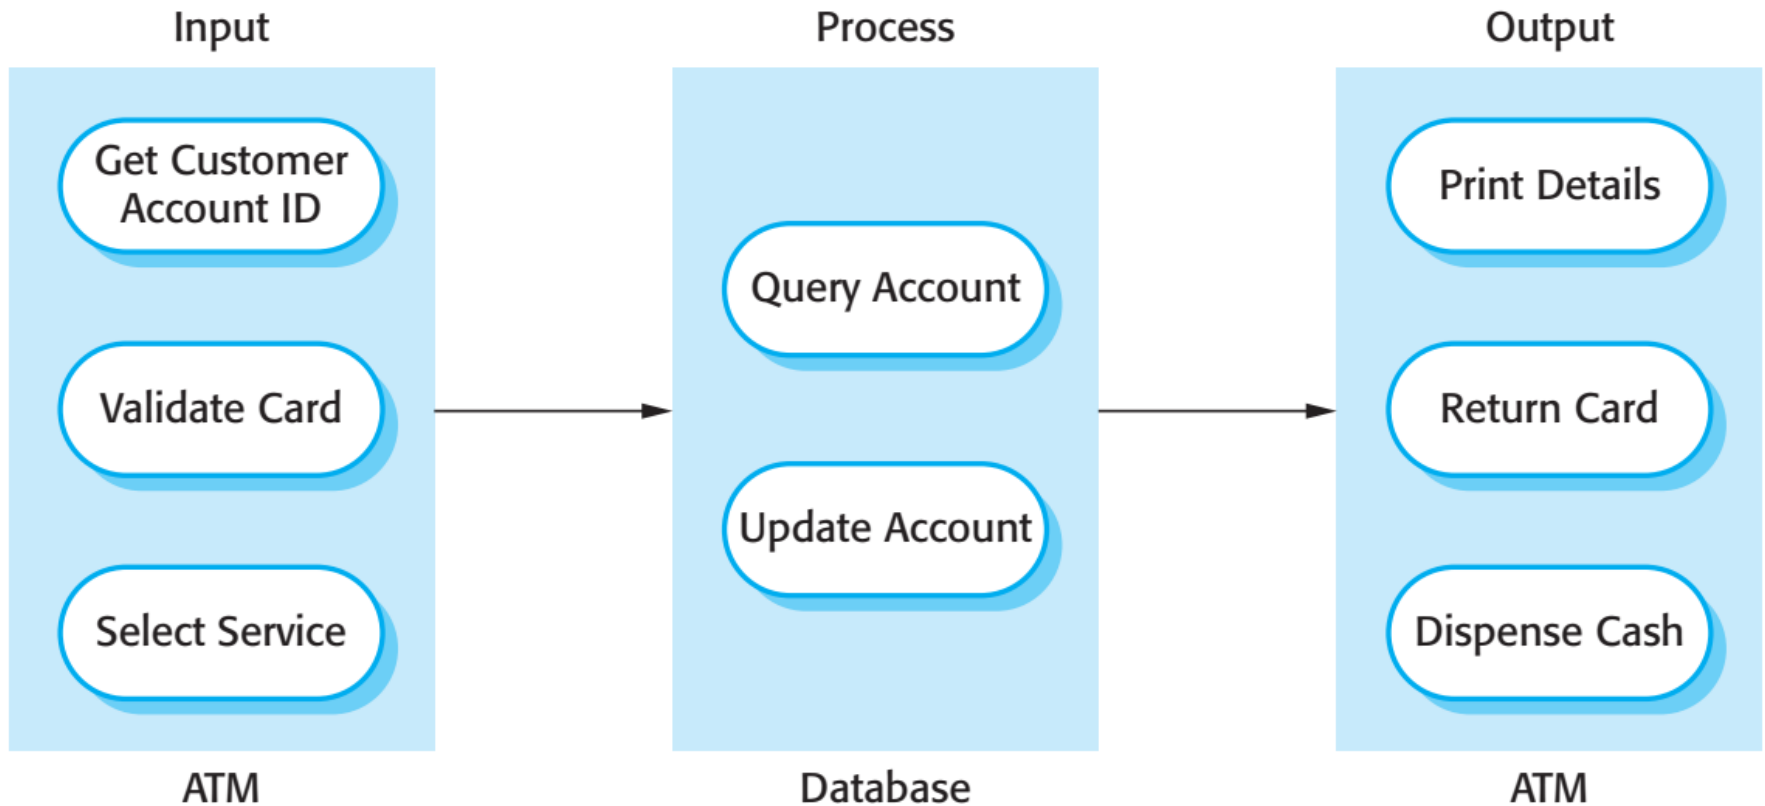 Input
Process
Output
Get Customer
Account ID
Validate Card
Select Service
Query Account
Update Account
Print Details
Return Card
Dispense Cash
ATM
Database
ATM